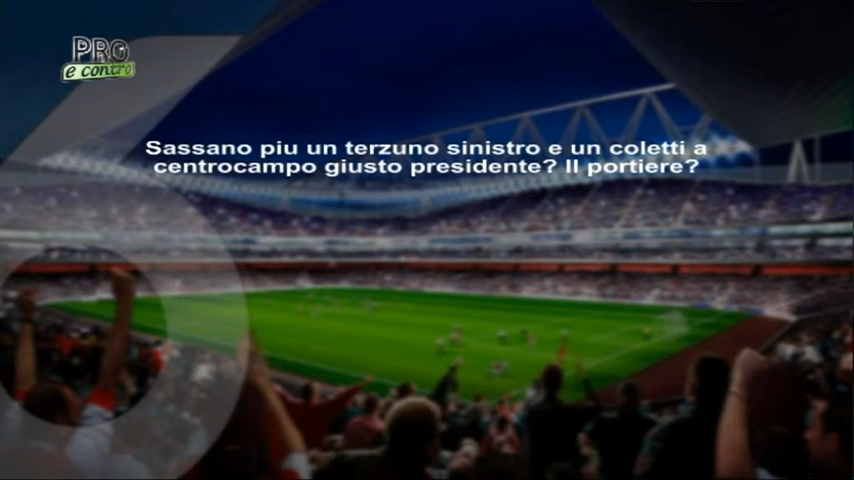 PRO
e contro
Sassano piu un terzuno sinistro e un coletti a
centrocampo giusto presidente? Il portiere?